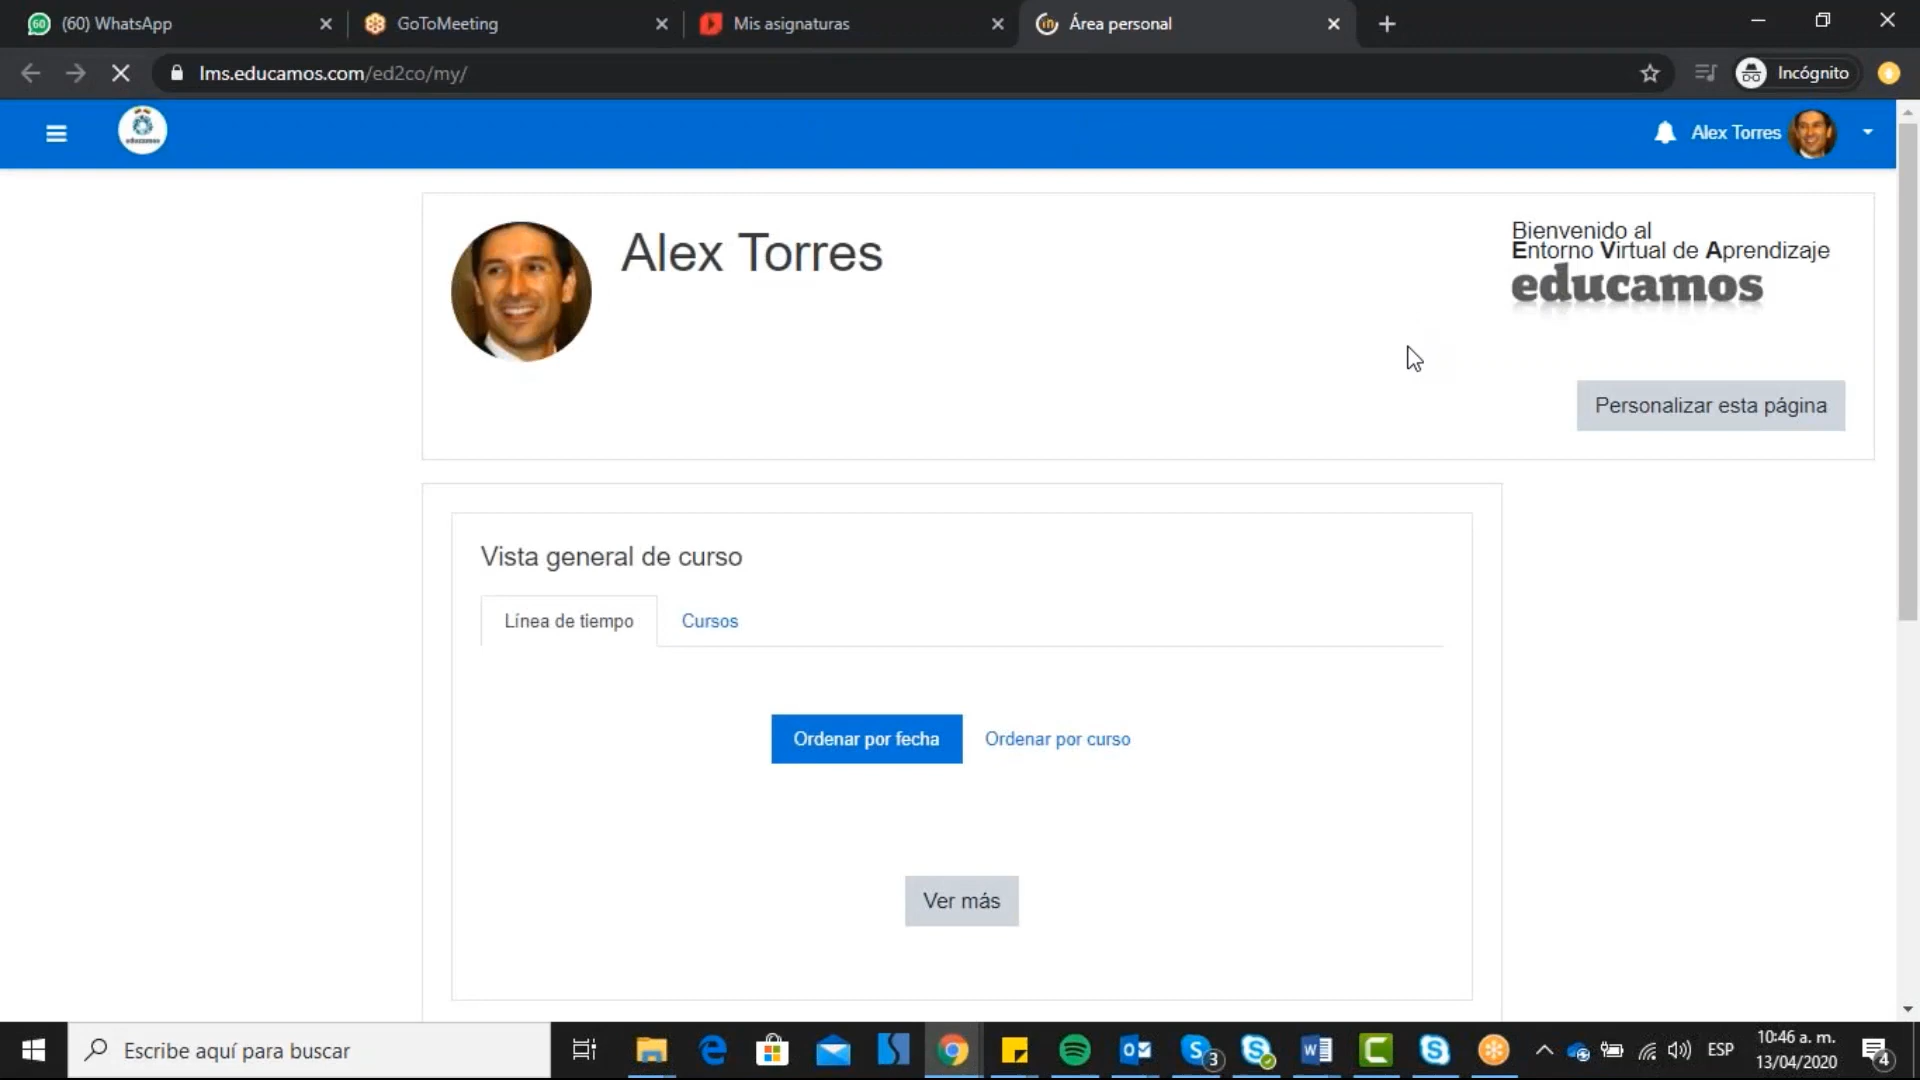 (60) WhatsApp
GoToMeeting
Mis asignaturas
Área personal
lms.educamos.com/ed2co/my/
Incógnito
Alex Torres
Alex Torres
Bienvenido al
Entorno Virtual de Aprendizaje
educamos
Personalizar esta página
Vista general de curso
Línea de tiempo
Cursos
Ordenar por fecha
Ordenar por curso
Ver más
Escribe aquí para buscar
3
ESP
10:46 a. m.
13/04/2020
4